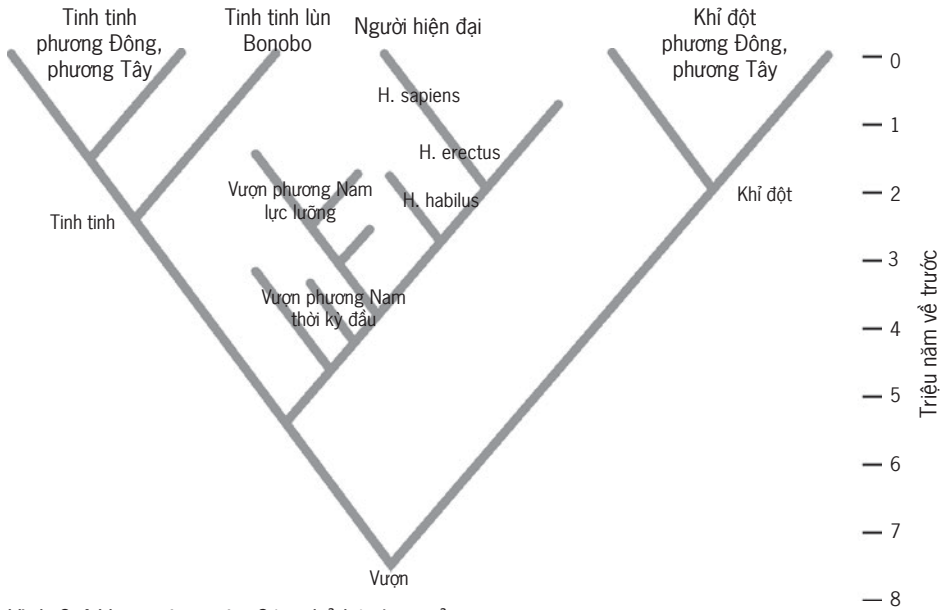 Tinh tinh
phương Đông,
phương Tây
Tinh tinh lùn
Bonobo
Người hiện đại
Khỉ đột
phương Đông,
phương Tây
H. sapiens
H. erectus
H. habilus
Vượn phương Nam
lực lưỡng
Vượn phương Nam
thời kỳ đầu
Tinh tinh
Khỉ đột
Vượn
0
1
2
3
4
5
6
7
8
Triệu năm về trước